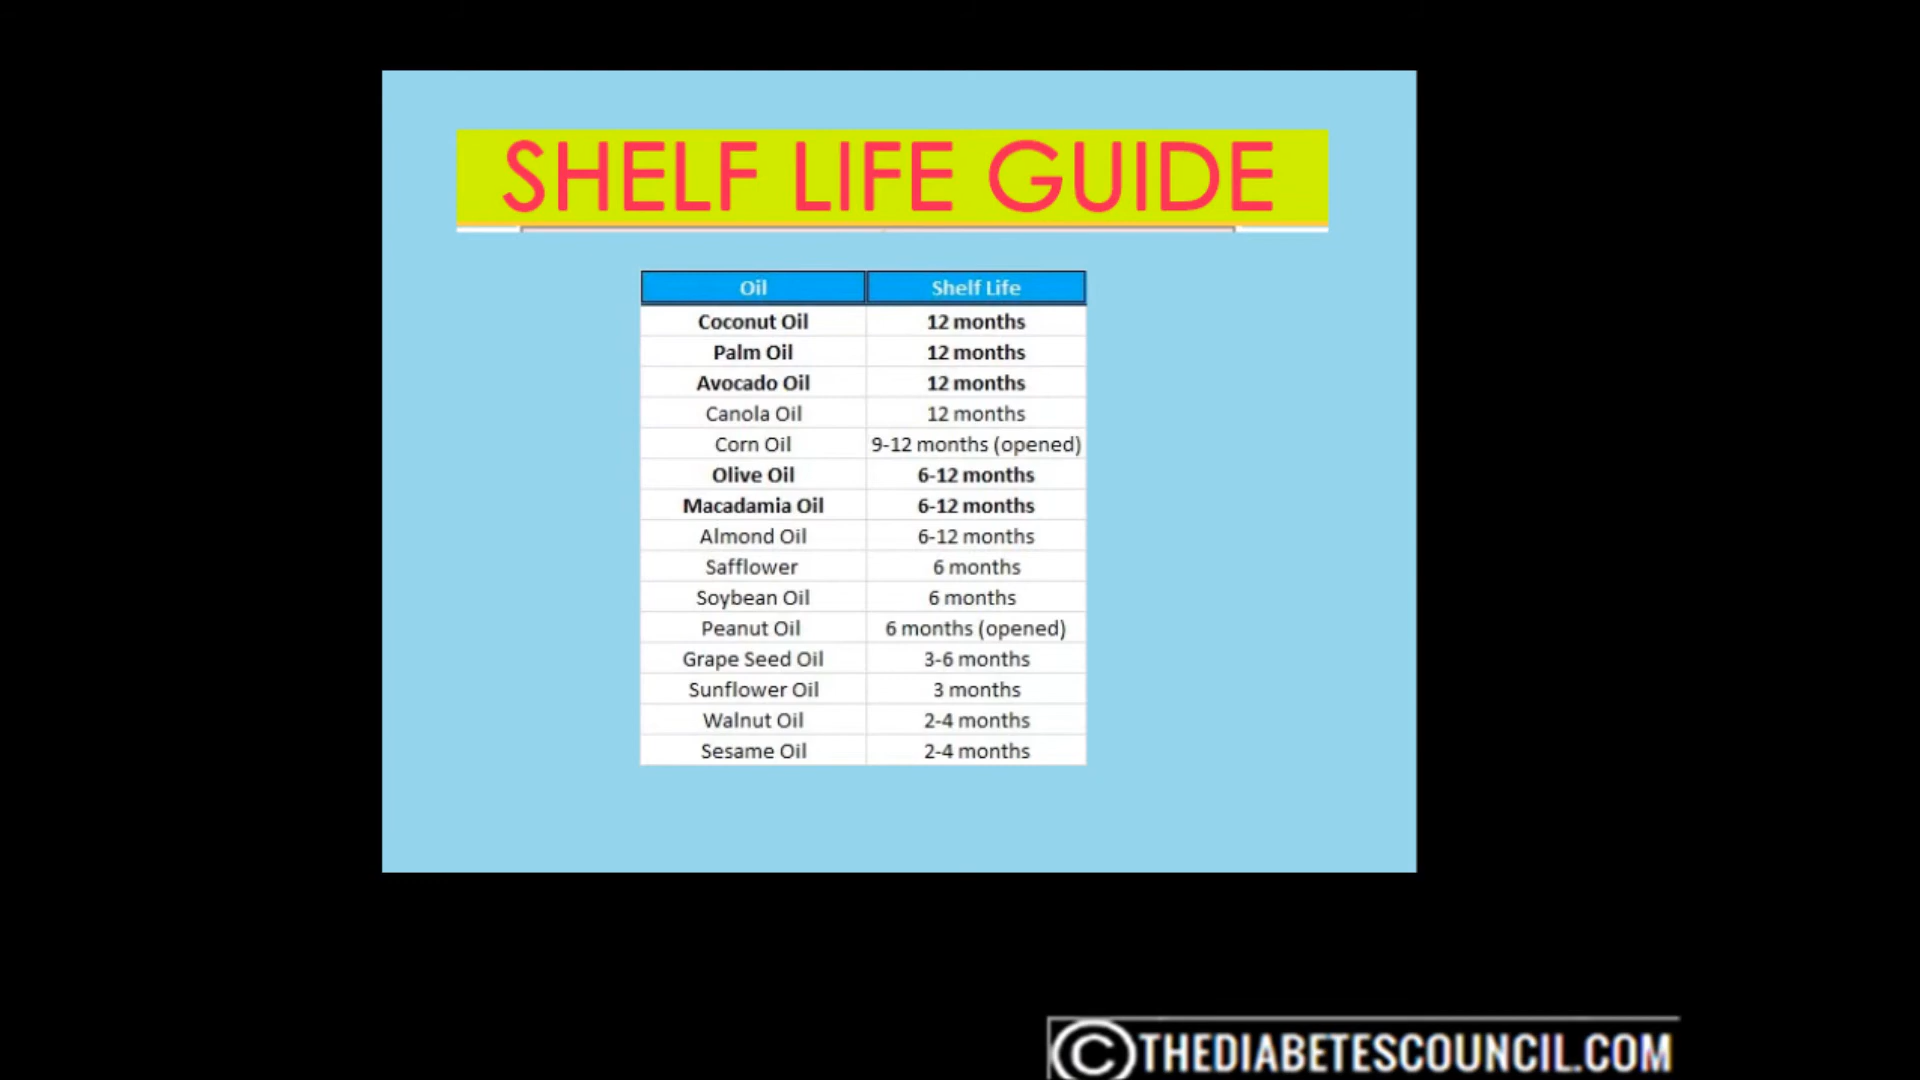 SHELF LIFE GUIDE
Oil Shelf Life
Coconut Oil 12 months
Palm Oil 12 months
Avocado Oil 12 months
Canola Oil 12 months
Corn Oil 9-12 months (opened)
Olive Oil 6-12 months
Macadamia Oil 6-12 months
Almond Oil 6-12 months
Safflower 6 months
Soybean Oil 6 months
Peanut Oil 6 months (opened)
Grape Seed Oil 3-6 months
Sunflower Oil 3 months
Walnut Oil 2-4 months
Sesame Oil 2-4 months
©THEDIABETESCOUNCIL.COM